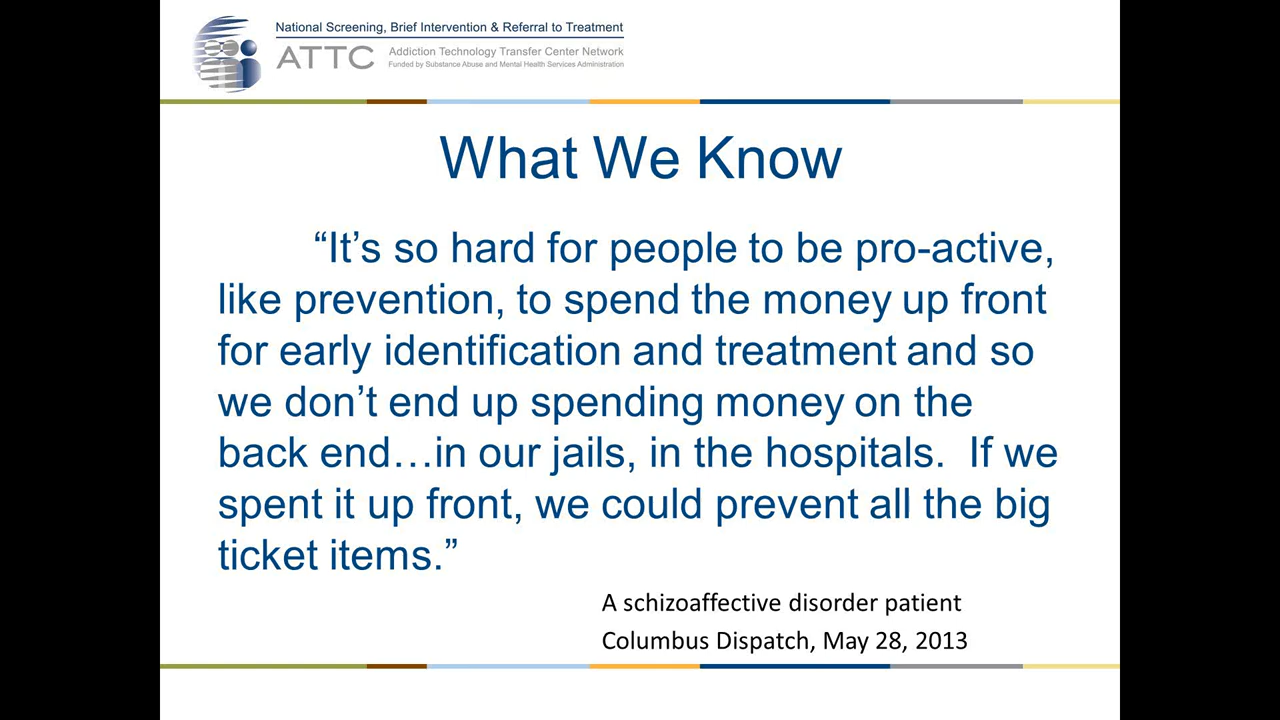 National Screening, Brief Intervention & Referral to Treatment
ATTC
Addiction Technology Transfer Center Network
Funded by Substance Abuse and Mental Health Services Administration
What We Know
“It’s so hard for people to be pro-active,
like prevention, to spend the money up front
for early identification and treatment and so
we don’t end up spending money on the
back end…in our jails, in the hospitals.  If we
spent it up front, we could prevent all the big
ticket items.”
A schizoaffective disorder patient
Columbus Dispatch, May 28, 2013